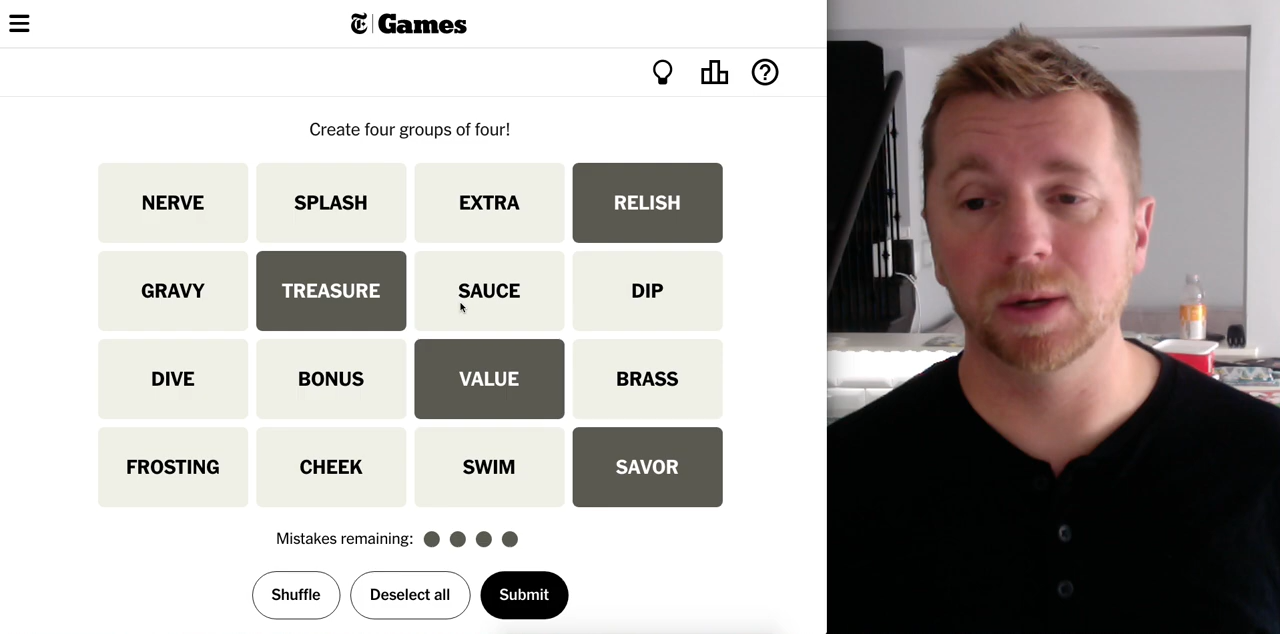 T Games
Create four groups of four!
NERVE SPLASH EXTRA RELISH
GRAVY TREASURE SAUCE DIP
DIVE BONUS VALUE BRASS
FROSTING CHEEK SWIM SAVOR
Mistakes remaining:
Shuffle Deselect all Submit